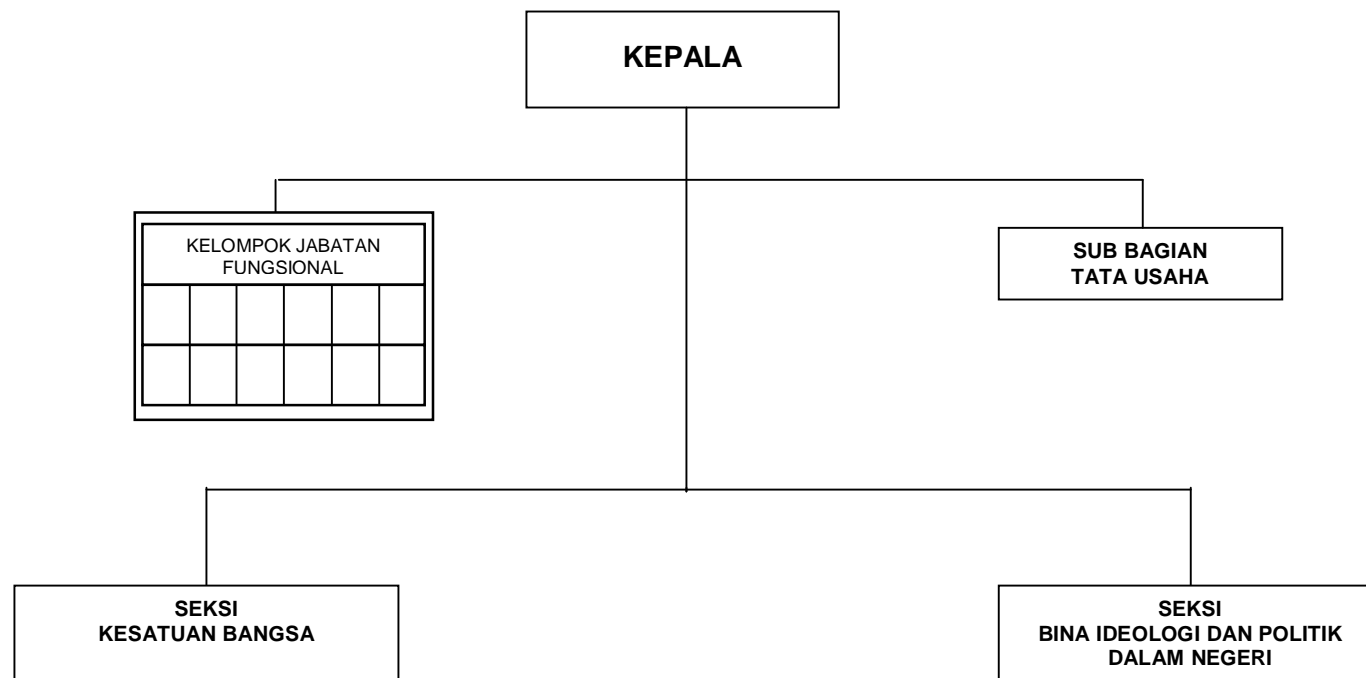 KEPALA
KELOMPOK JABATAN
FUNGSIONAL
SUB BAGIAN
TATA USAHA
SEKSI
KESATUAN BANGSA
SEKSI
BINA IDEOLOGI DAN POLITIK
DALAM NEGERI